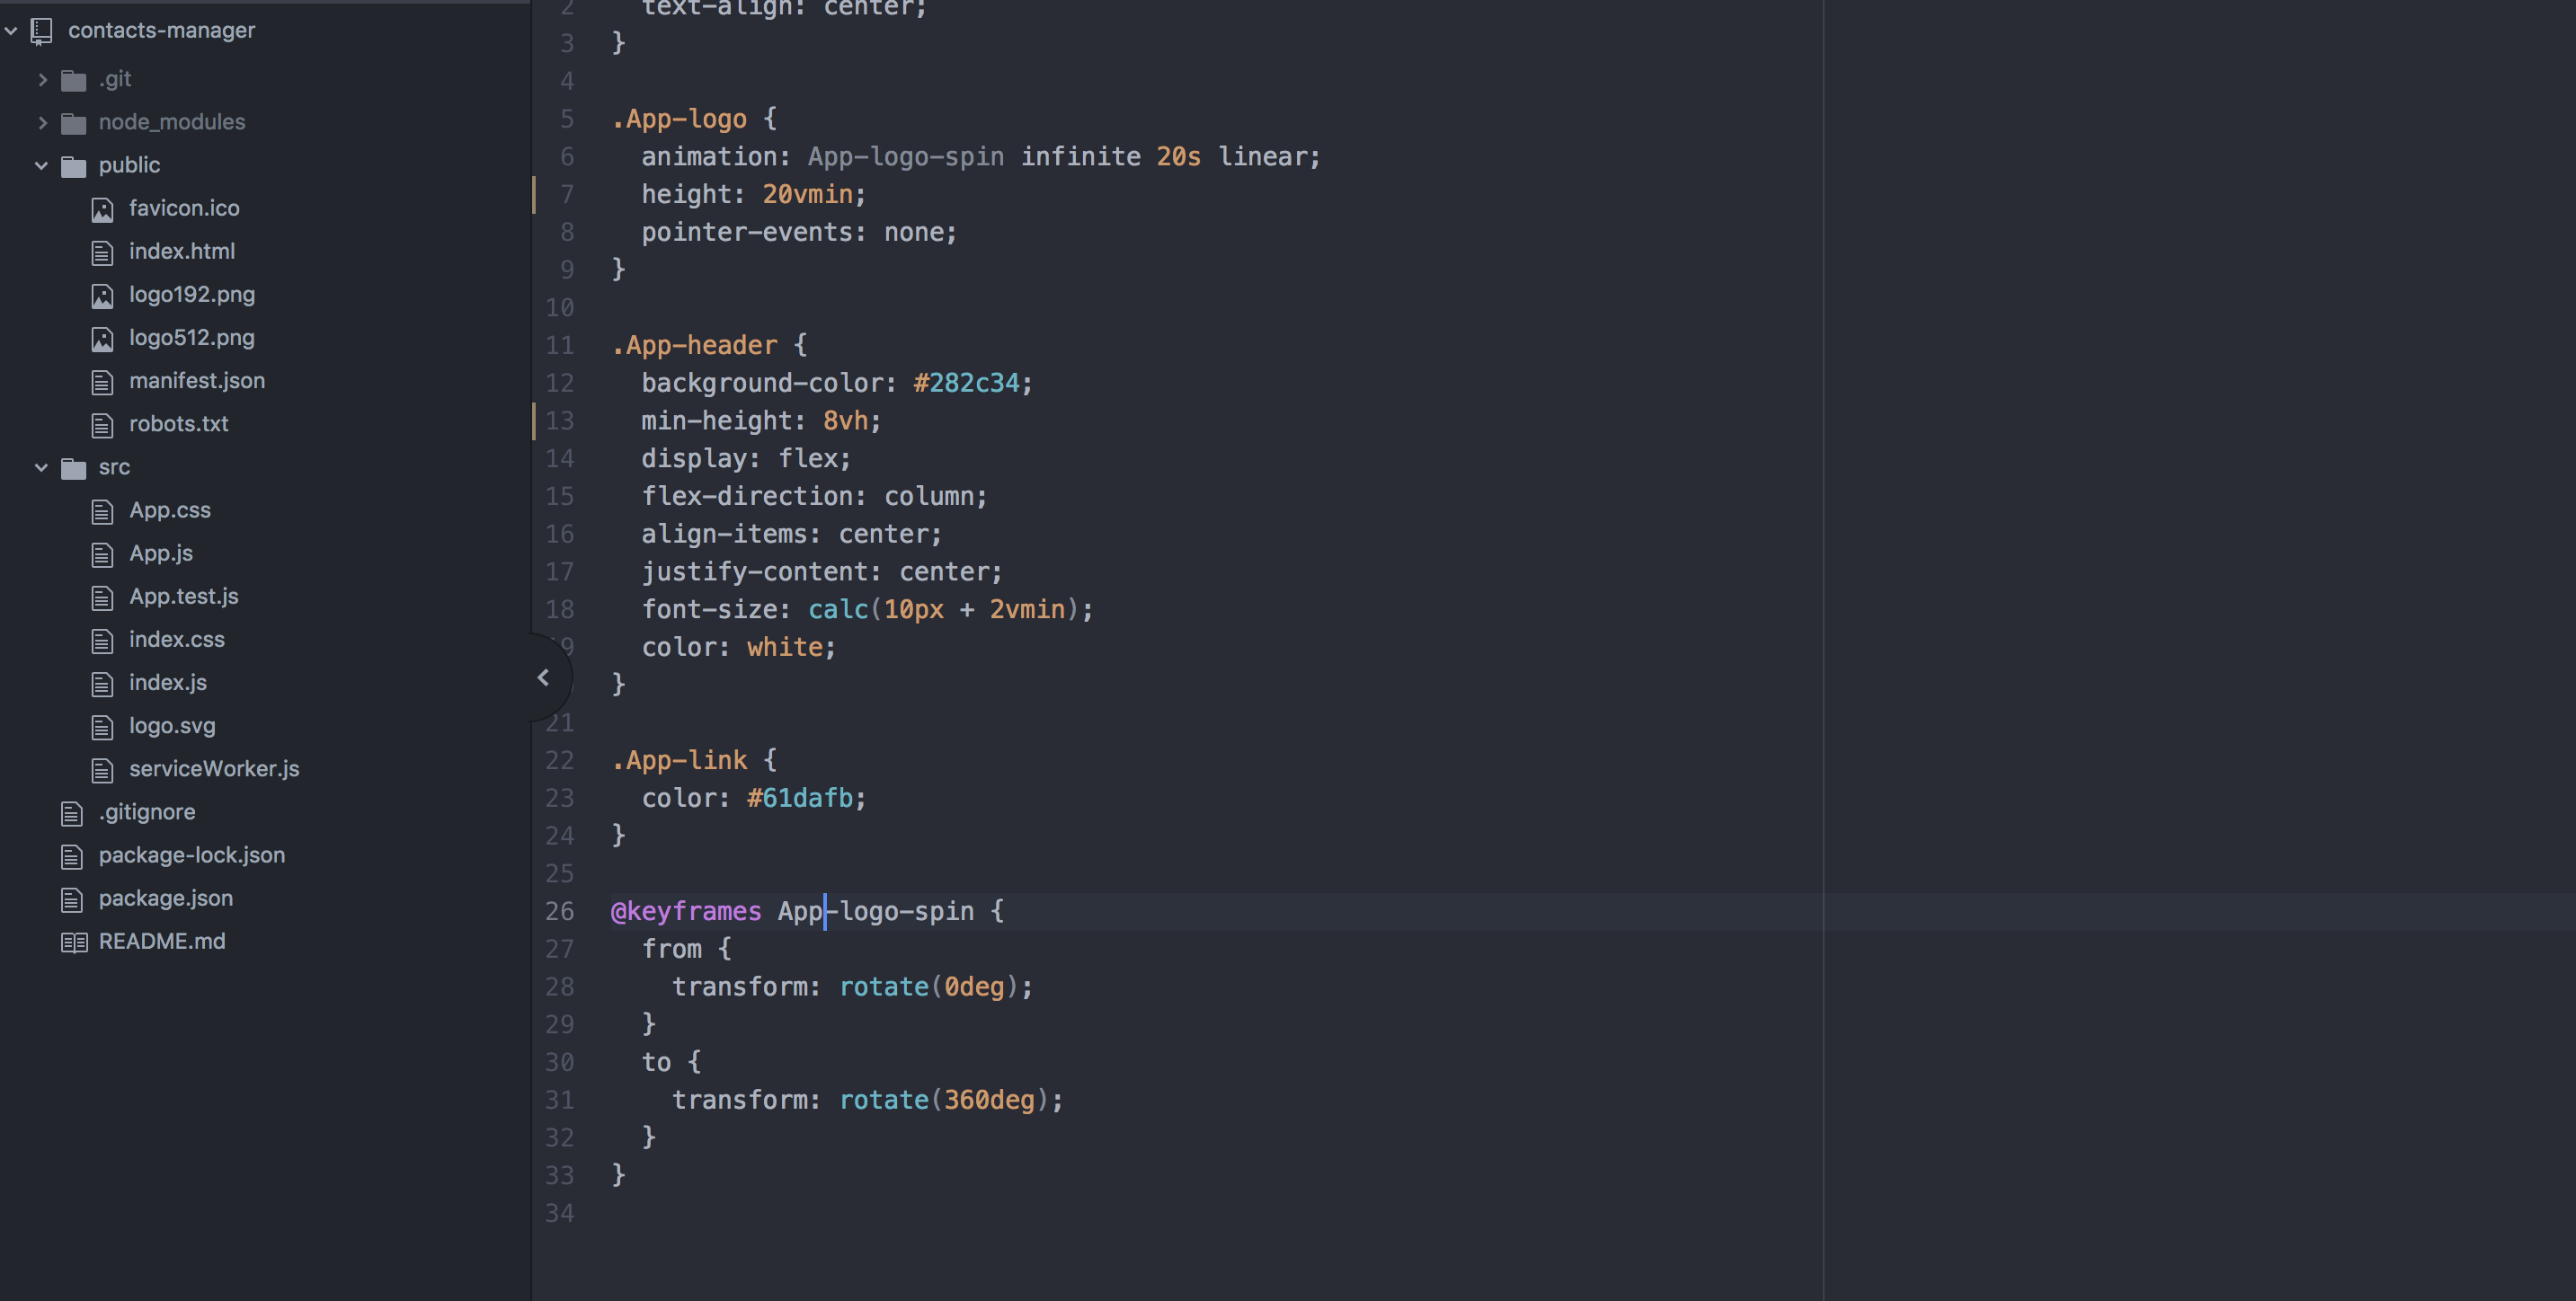 contacts-manager
.git
node_modules
public
favicon.ico
index.html
logo192.png
logo512.png
manifest.json
robots.txt
src
App.css
App.js
App.test.js
index.css
index.js
logo.svg
serviceWorker.js
.gitignore
package-lock.json
package.json
README.md
2   text-align: center;
3 }
4
5 .App-logo {
6   animation: App-logo-spin infinite 20s linear;
7   height: 20vmin;
8   pointer-events: none;
9 }
10
11 .App-header {
12   background-color: #282c34;
13   min-height: 8vh;
14   display: flex;
15   flex-direction: column;
16   align-items: center;
17   justify-content: center;
18   font-size: calc(10px + 2vmin);
9   color: white;
}
21
22 .App-link {
23   color: #61dafb;
24 }
25
26 @keyframes App-logo-spin {
27   from {
28     transform: rotate(0deg);
29   }
30   to {
31     transform: rotate(360deg);
32   }
33 }
34